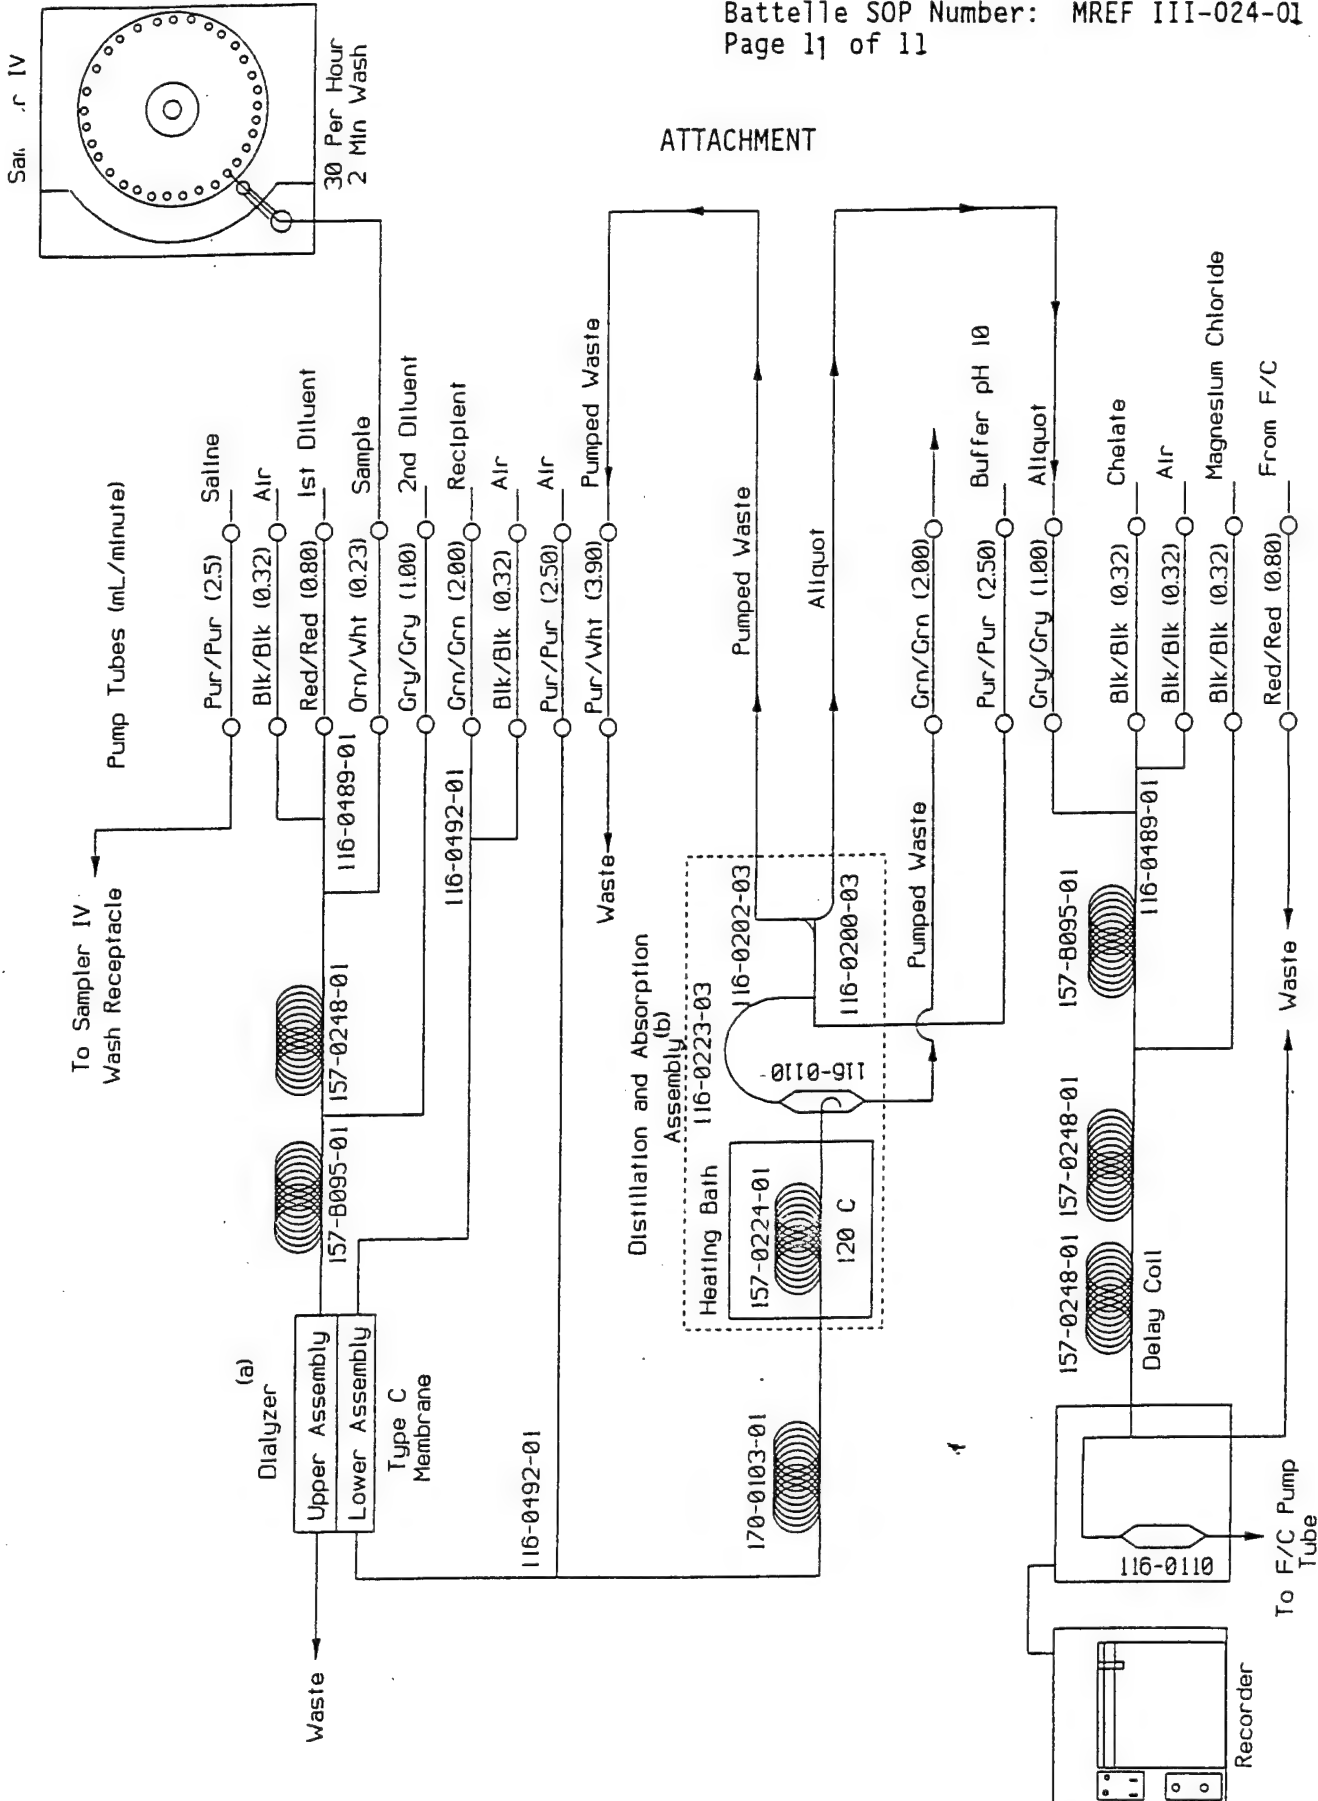 Battelle SOP Number: MREF III-024-01
Page 11 of 11
ATTACHMENT
IV
30 Per Hour
2 Min Wash
Pump Tubes (mL/minute)
To Sampler IV
Wash Receptacle
Pur/Pur (2.5) Saline
Blk/Blk (0.32) Air
Red/Red (0.80) 1st Diluent
Orn/Wht (0.23) Sample
Gry/Gry (1.00) 2nd Diluent
Grn/Grn (2.00) Recipient
Blk/Blk (0.32) Air
Pur/Pur (2.50) Air
Pur/Wht (3.90) Pumped Waste
Waste
116-0489-01
116-0492-01
157-0248-01
157-B095-01
(a)
Dialyzer
Upper Assembly
Lower Assembly
Type C
Membrane
Waste
116-0492-01
Pumped Waste
Aliquot
Distillation and Absorption
Assembly (b)
116-0223-03
116-0202-03
116-0200-03
116-0110
Heating Bath
157-0224-01
120 C
170-0103-01
Pumped Waste
Grn/Grn (2.00)
Pur/Pur (2.50) Buffer pH 10
Gry/Gry (1.00) Aliquot
Blk/Blk (0.32) Chelate
Blk/Blk (0.32) Air
Blk/Blk (0.32) Magnesium Chloride
Red/Red (0.80) From F/C
116-0489-01
157-B095-01
157-0248-01
157-0248-01
Delay Coil
Waste
116-0110
To F/C Pump
Tube
Recorder